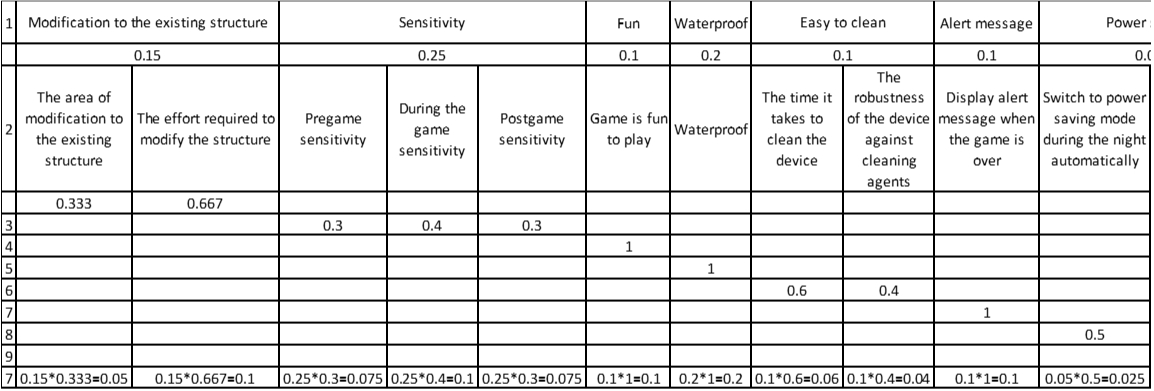 1 Modification to the existing structure Sensitivity Fun Waterproof Easy to clean Alert message Power
0.15 0.25 0.1 0.2 0.1 0.1 0.0
2 The area of modification to the existing structure The effort required to modify the structure Pregame sensitivity During the game sensitivity Postgame sensitivity Game is fun to play Waterproof The time it takes to clean the device The robustness of the device against cleaning agents Display alert message when the game is over Switch to power saving mode during the night automatically
0.333 0.667
3 0.3 0.4 0.3
4 1
5 1
6 0.6 0.4
7 1
8 0.5
9
7 0.15*0.333=0.05 0.15*0.667=0.1 0.25*0.3=0.075 0.25*0.4=0.1 0.25*0.3=0.075 0.1*1=0.1 0.2*1=0.2 0.1*0.6=0.06 0.1*0.4=0.04 0.1*1=0.1 0.05*0.5=0.025